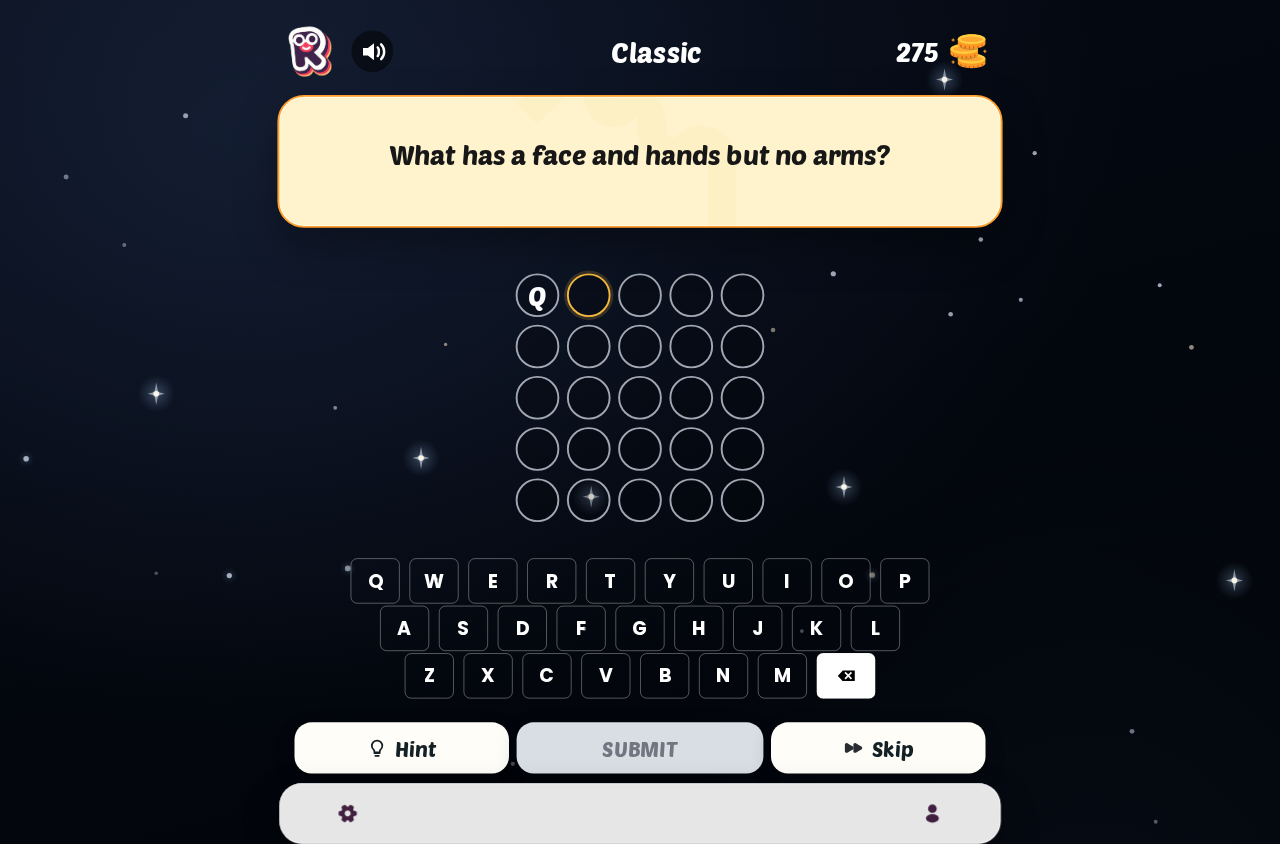 R
Classic
275
What has a face and hands but no arms?
Q
Q W E R T Y U I O P
A S D F G H J K L
Z X C V B N M
Hint
SUBMIT
Skip